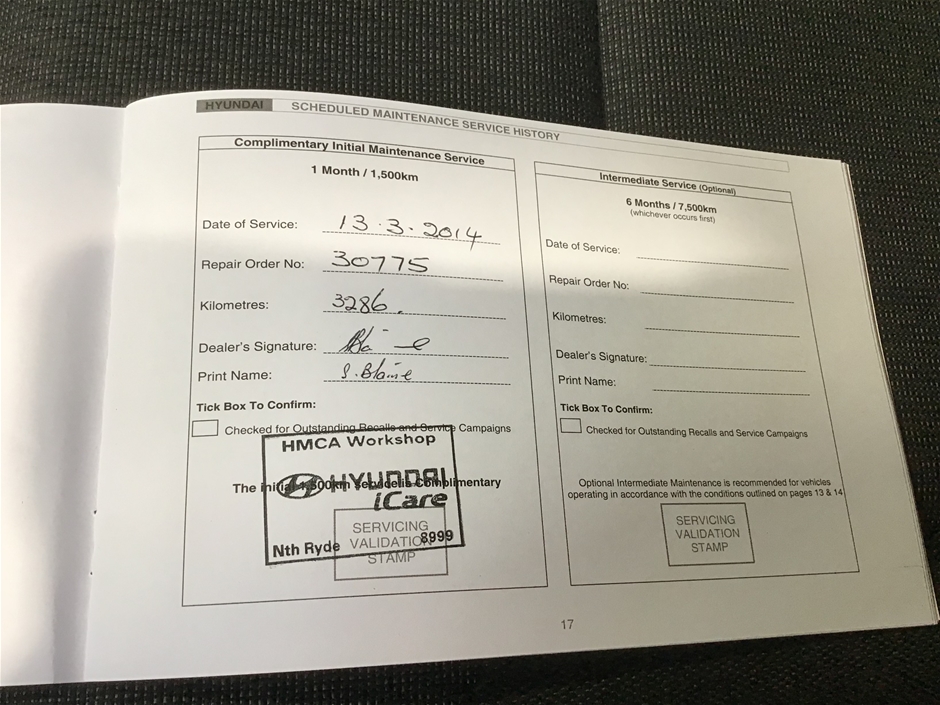 HYUNDAI SCHEDULED MAINTENANCE SERVICE HISTORY
Complimentary Initial Maintenance Service
1 Month / 1,500km
Date of Service: 13.3.2014
Repair Order No: 30775
Kilometres: 3286.
Dealer's Signature:
Print Name: S. Blaine
Tick Box To Confirm:
Checked for Outstanding Recalls and Service Campaigns
HMCA Workshop
The initial 1,500km service is Complimentary
HYUNDAI
iCare
SERVICING
VALIDATION
STAMP
Nth Ryde 8999
Intermediate Service (Optional)
6 Months / 7,500km
(whichever occurs first)
Date of Service:
Repair Order No:
Kilometres:
Dealer's Signature:
Print Name:
Tick Box To Confirm:
Checked for Outstanding Recalls and Service Campaigns
Optional Intermediate Maintenance is recommended for vehicles
operating in accordance with the conditions outlined on pages 13 & 14
SERVICING
VALIDATION
STAMP
17